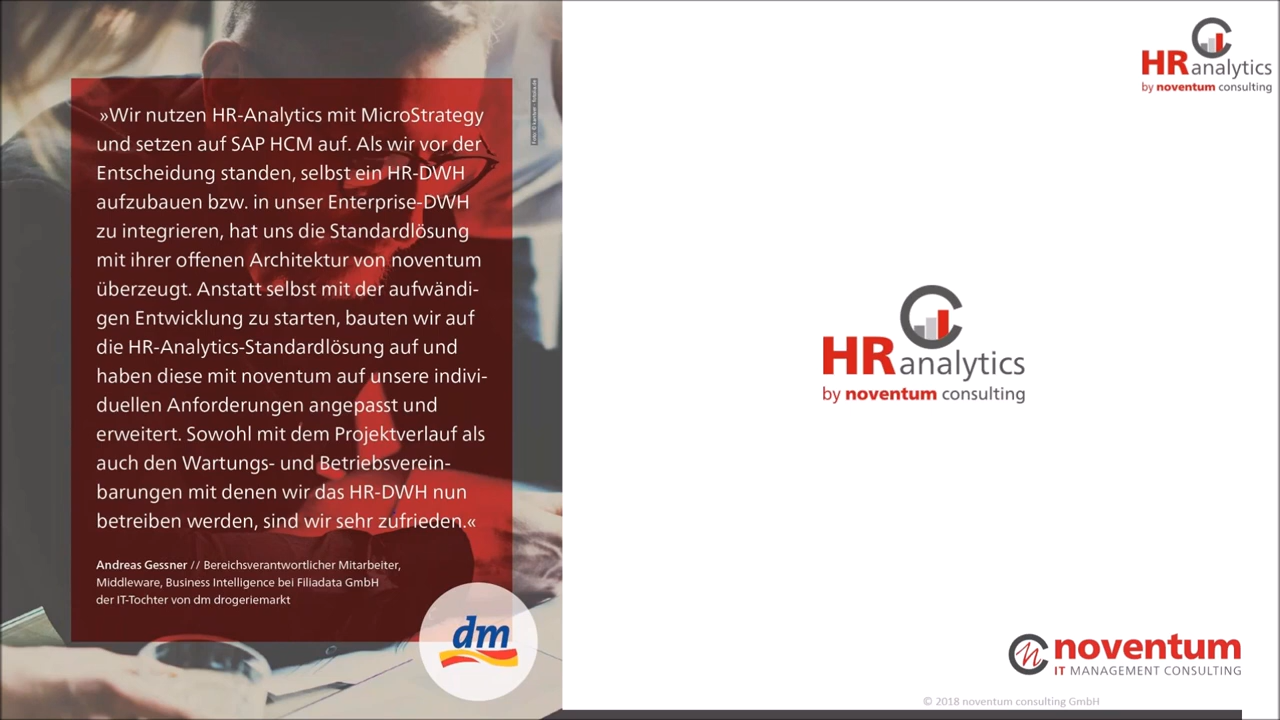 »Wir nutzen HR-Analytics mit MicroStrategy
und setzen auf SAP HCM auf. Als wir vor der
Entscheidung standen, selbst ein HR-DWH
aufzubauen bzw. in unser Enterprise-DWH
zu integrieren, hat uns die Standardlösung
mit ihrer offenen Architektur von noventum
überzeugt. Anstatt selbst mit der aufwändi-
gen Entwicklung zu starten, bauten wir auf
die HR-Analytics-Standardlösung auf und
haben diese mit noventum auf unsere indivi-
duellen Anforderungen angepasst und
erweitert. Sowohl mit dem Projektverlauf als
auch den Wartungs- und Betriebsverein-
barungen mit denen wir das HR-DWH nun
betreiben werden, sind wir sehr zufrieden.«
Andreas Gessner // Bereichsverantwortlicher Mitarbeiter,
Middleware, Business Intelligence bei Filiadata GmbH
der IT-Tochter von dm drogeriemarkt
dm
HR analytics
by noventum consulting
HR analytics
by noventum consulting
noventum
IT MANAGEMENT CONSULTING
© 2018 noventum consulting GmbH